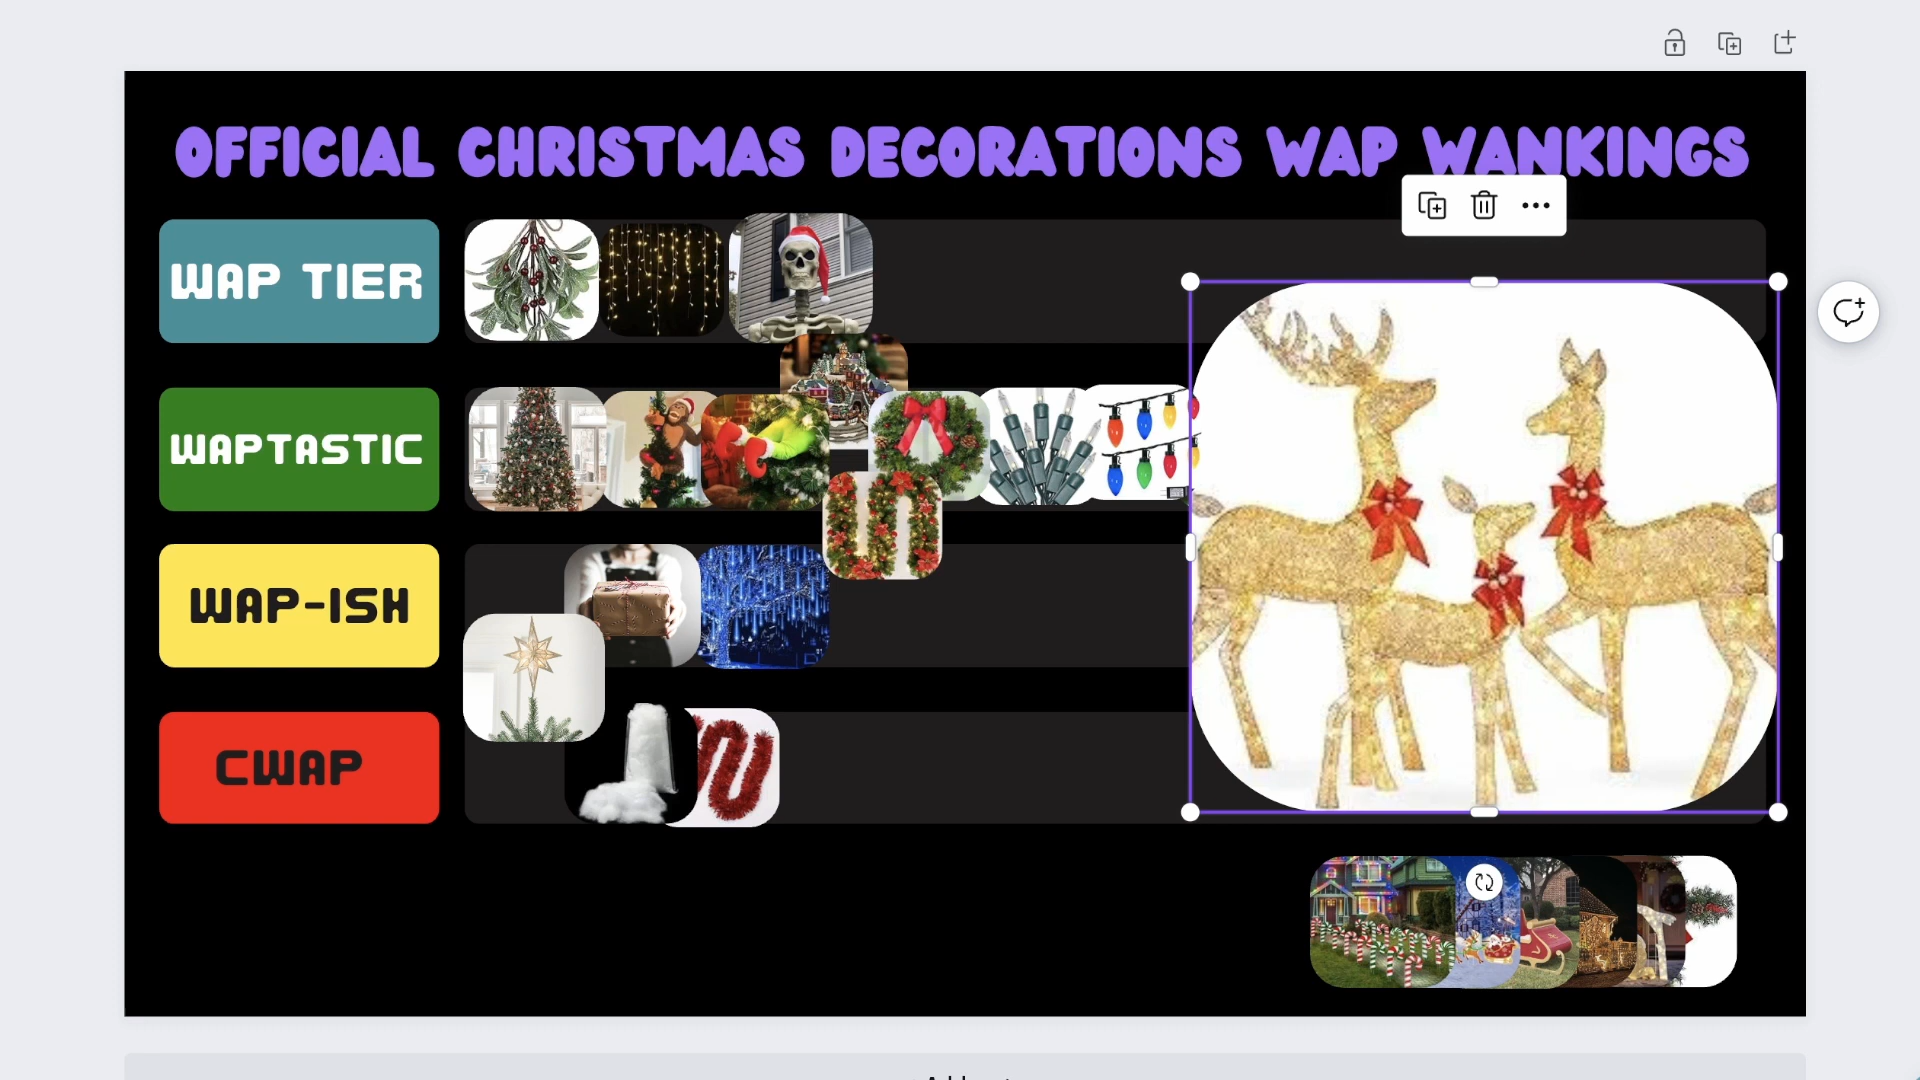 OFFICIAL CHRISTMAS DECORATIONS WAP WANKINGS
WAP TIER
WAPTASTIC
WAP-ISH
CWAP